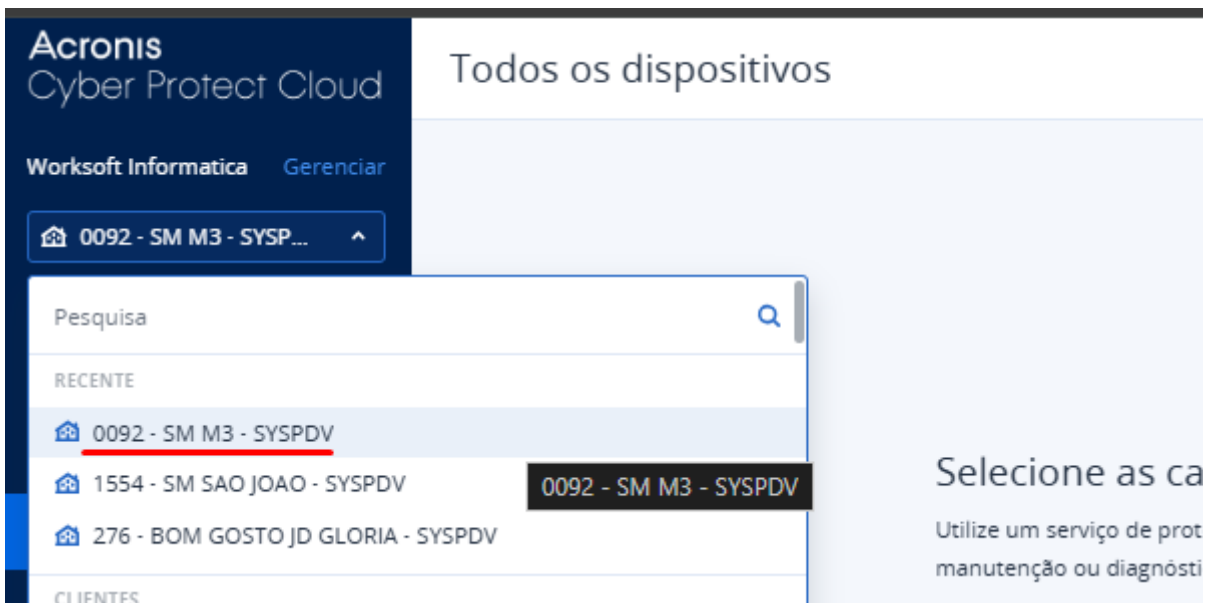 Acronis
Cyber Protect Cloud
Todos os dispositivos
Worksoft Informatica Gerenciar
0092 - SM M3 - SYSP...
Pesquisa
RECENTE
0092 - SM M3 - SYSPDV
1554 - SM SAO JOAO - SYSPDV
0092 - SM M3 - SYSPDV
276 - BOM GOSTO JD GLORIA - SYSPDV
CLIENTES
Selecione as ca
Utilize um serviço de prot
manutenção ou diagnósti